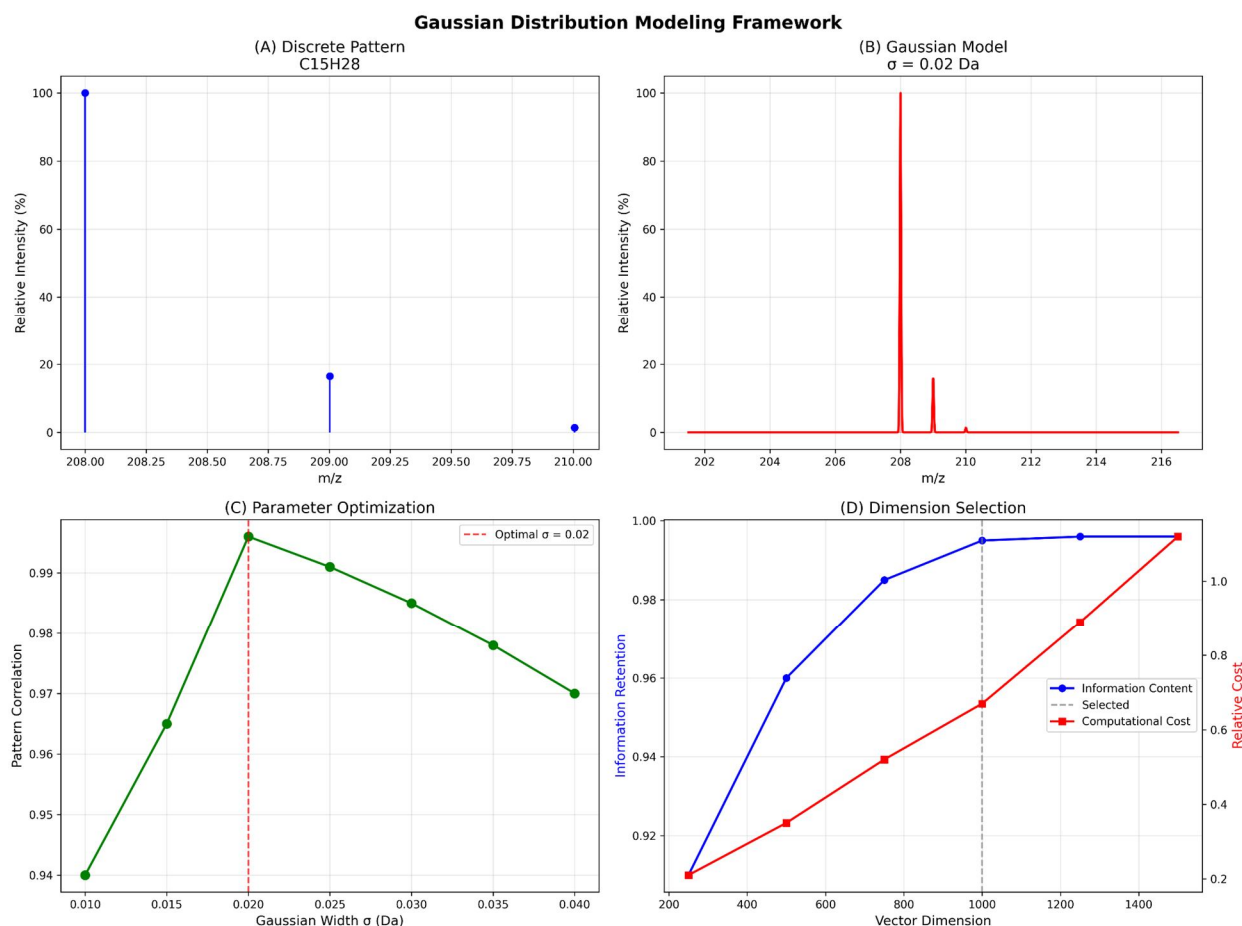 Gaussian Distribution Modeling Framework
(A) Discrete Pattern
C15H28
Relative Intensity (%)
100
80
60
40
20
0
208.00 208.25 208.50 208.75 209.00 209.25 209.50 209.75 210.00
m/z
(B) Gaussian Model
σ = 0.02 Da
Relative Intensity (%)
100
80
60
40
20
0
202 204 206 208 210 212 214 216
m/z
(C) Parameter Optimization
Optimal σ = 0.02
Pattern Correlation
0.99
0.98
0.97
0.96
0.95
0.94
0.010 0.015 0.020 0.025 0.030 0.035 0.040
Gaussian Width σ (Da)
(D) Dimension Selection
Information Retention
1.00
0.98
0.96
0.94
0.92
Information Content
Selected
Computational Cost
1.0
0.8
0.6
0.4
0.2
Relative Cost
200 400 600 800 1000 1200 1400
Vector Dimension